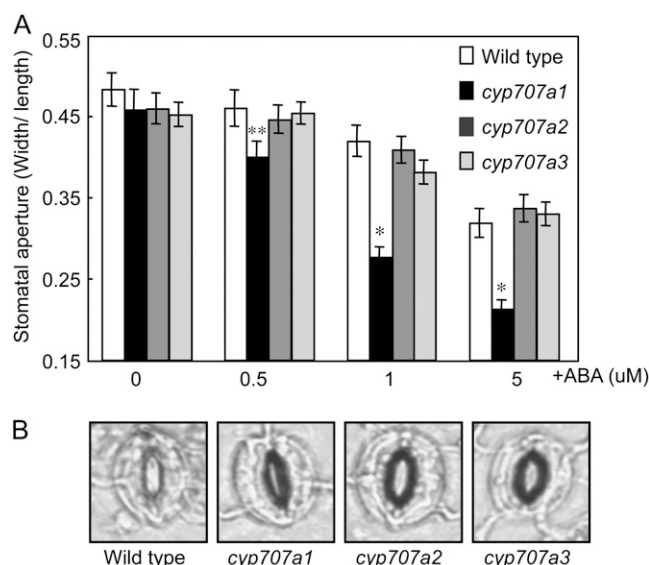 A
0.55
0.45
0.35
0.25
0.15
Stomatal aperture (Width/ length)
Wild type
cyp707a1
cyp707a2
cyp707a3
**
*
*
0 0.5 1 5 +ABA (uM)
B
Wild type cyp707a1 cyp707a2 cyp707a3